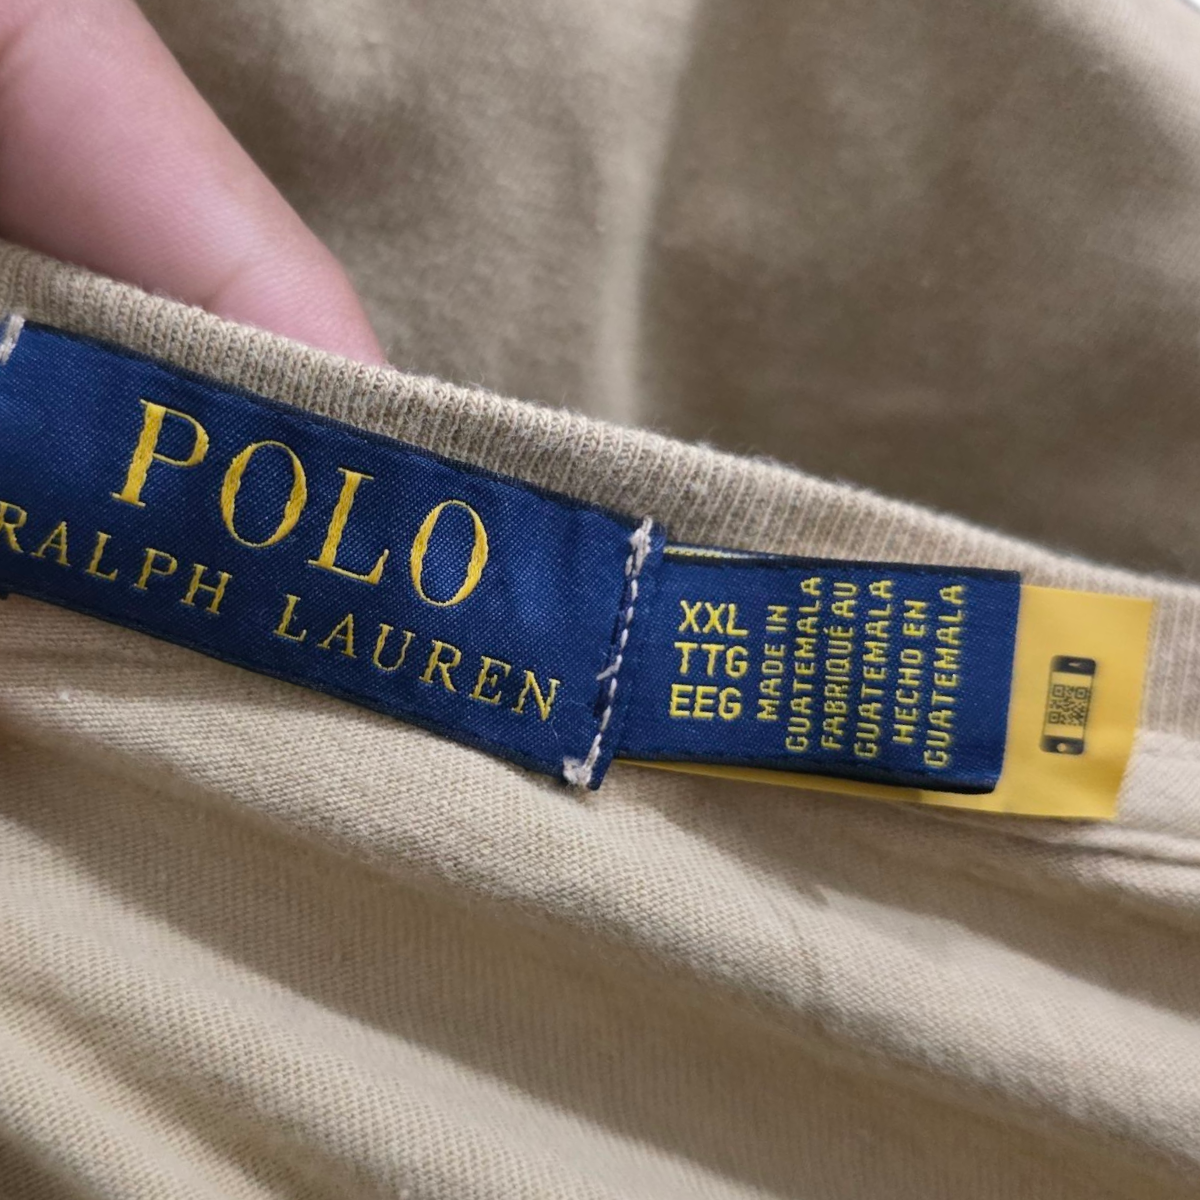 POLO
RALPH LAUREN
XXL
TTG
EEG
MADE IN
GUATEMALA
FABRIQUÉ AU
GUATEMALA
HECHO EN
GUATEMALA